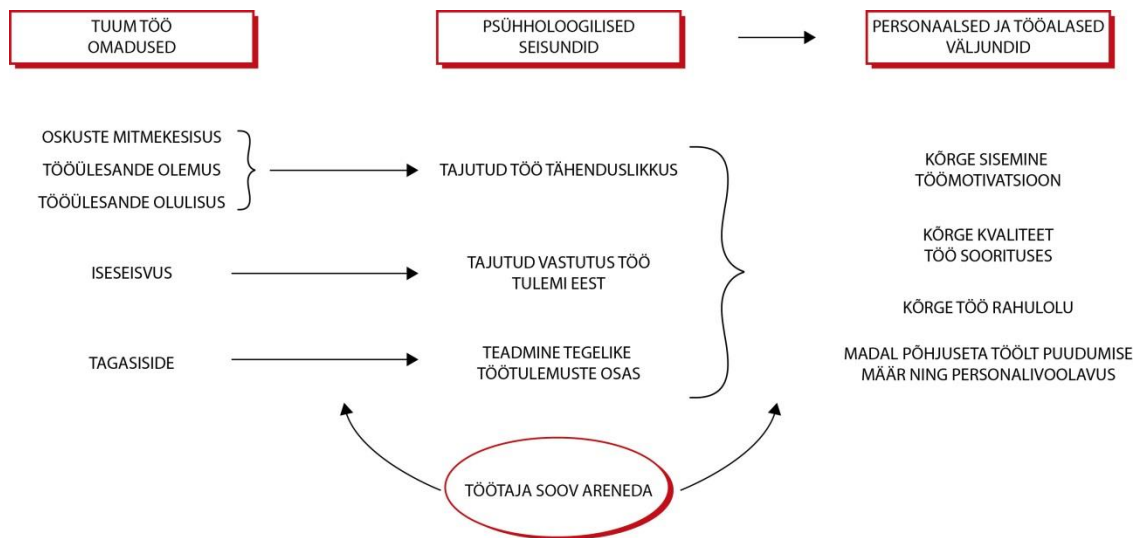 TUUM TÖÖ
OMADUSED
PSÜHHOLOOGILISED
SEISUNDID
PERSONAALSED JA TÖÖALASED
VÄLJUNDID
OSKUSTE MITMEKESISUS
TÖÖÜLESANDE OLEMUS
TÖÖÜLESANDE OLULISUS
TAJUTUD TÖÖ TÄHENDUSLIKKUS
KÕRGE SISEMINE
TÖÖMOTIVATSIOON
ISESEISVUS
TAJUTUD VASTUTUS TÖÖ
TULEMI EEST
KÕRGE KVALITEET
TÖÖ SOORITUSES
KÕRGE TÖÖ RAHULOLU
TAGASISIDE
TEADMINE TEGELIKE
TÖÖTULEMUSTE OSAS
MADAL PÕHJUSETA TÖÖLT PUUDUMISE
MÄÄR NING PERSONALIVOOLAVUS
TÖÖTAJA SOOV ARENEDA